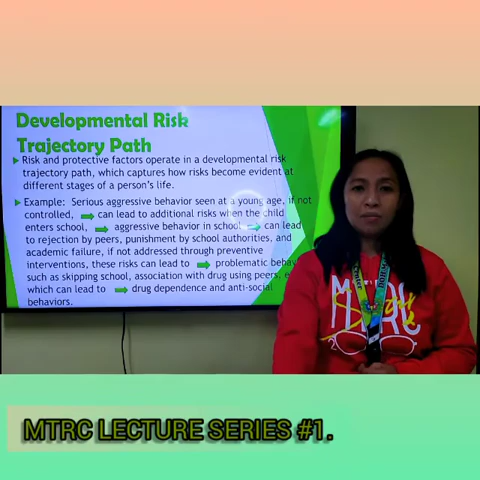 Developmental Risk
Trajectory Path
Risk and protective factors operate in a developmental risk
trajectory path, which captures how risks become evident at
different stages of a person's life.
Example: Serious aggressive behavior seen at a young age, if not
controlled, can lead to additional risks when the child
enters school, aggressive behavior in school can lead
to rejection by peers, punishment by school authorities, and
academic failure, if not addressed through preventive
interventions, these risks can lead to problematic
such as skipping school, association with drug using peers,
which can lead to drug dependence and anti-social
behaviors.
MTRC LECTURE SERIES #1.